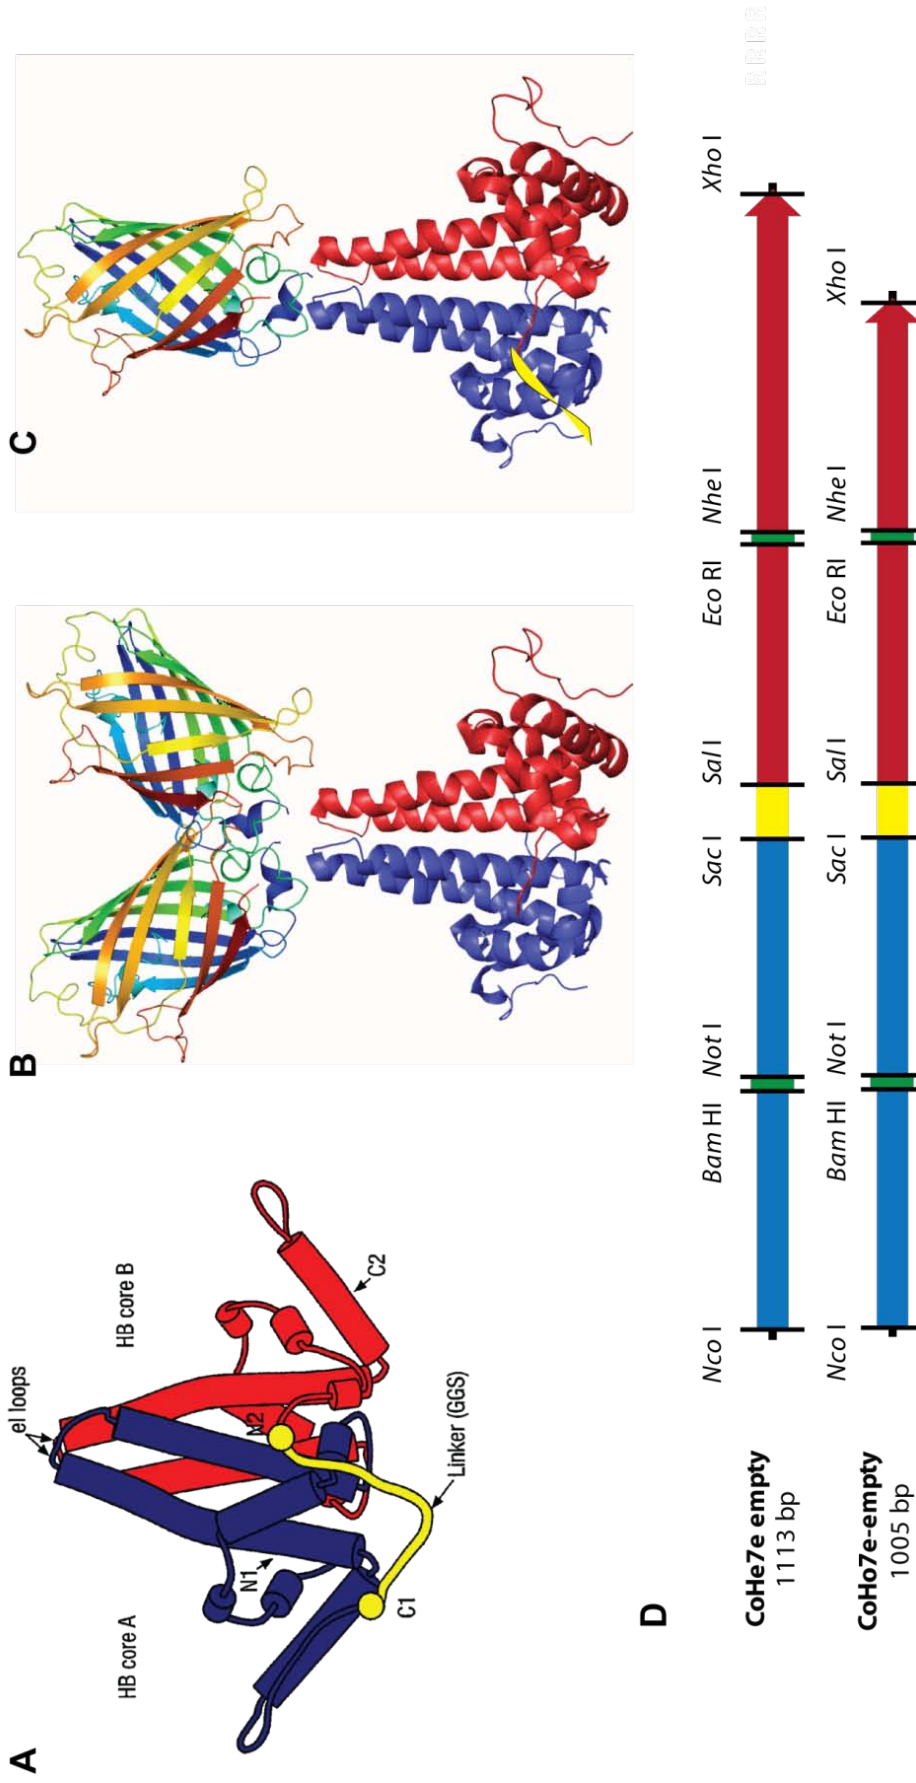 A
HB core A
HB core B
eI loops
N1
N2
C1
C2
Linker (GGS)
B
C
D
CoHe7e empty
1113 bp
Nco I
Bam HI
Not I
Sac I
Sal I
Eco RI
Nhe I
Xho I
CoHo7e-empty
1005 bp
Nco I
Bam HI
Not I
Sac I
Sal I
Eco RI
Nhe I
Xho I